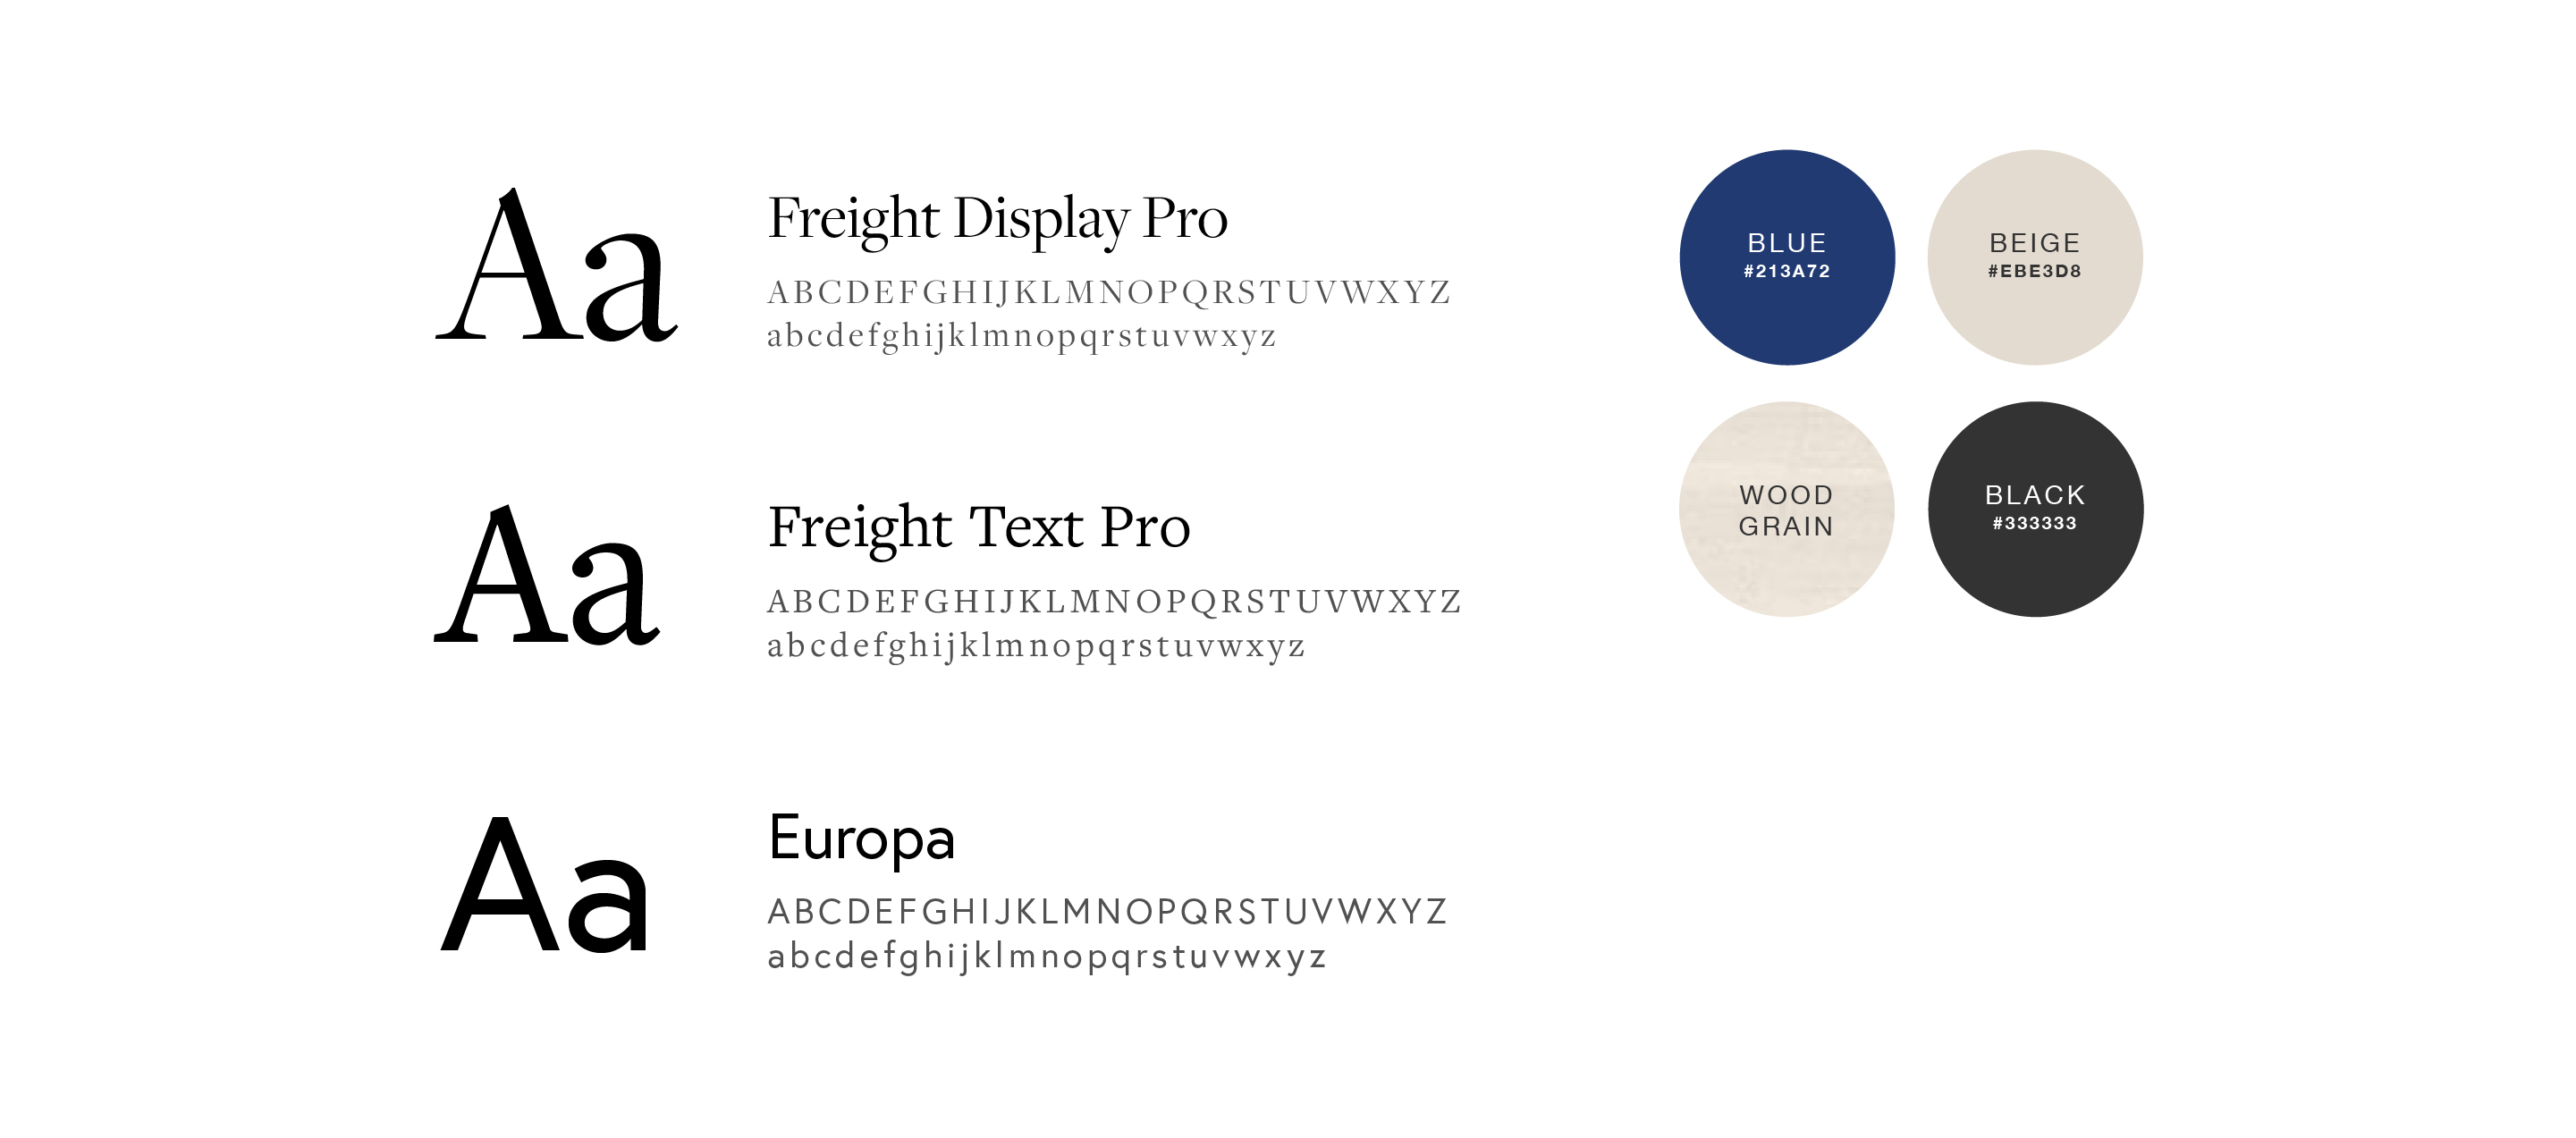 Aa
Freight Display Pro
ABCDEFGHIJKLMNOPQRSTUVWXYZ
abcdefghijklmnopqrstuvwxyz
Aa
Freight Text Pro
ABCDEFGHIJKLMNOPQRSTUVWXYZ
abcdefghijklmnopqrstuvwxyz
Aa
Europa
ABCDEFGHIJKLMNOPQRSTUVWXYZ
abcdefghijklmnopqrstuvwxyz
BLUE
#213A72
BEIGE
#EBE3D8
WOOD
GRAIN
BLACK
#333333